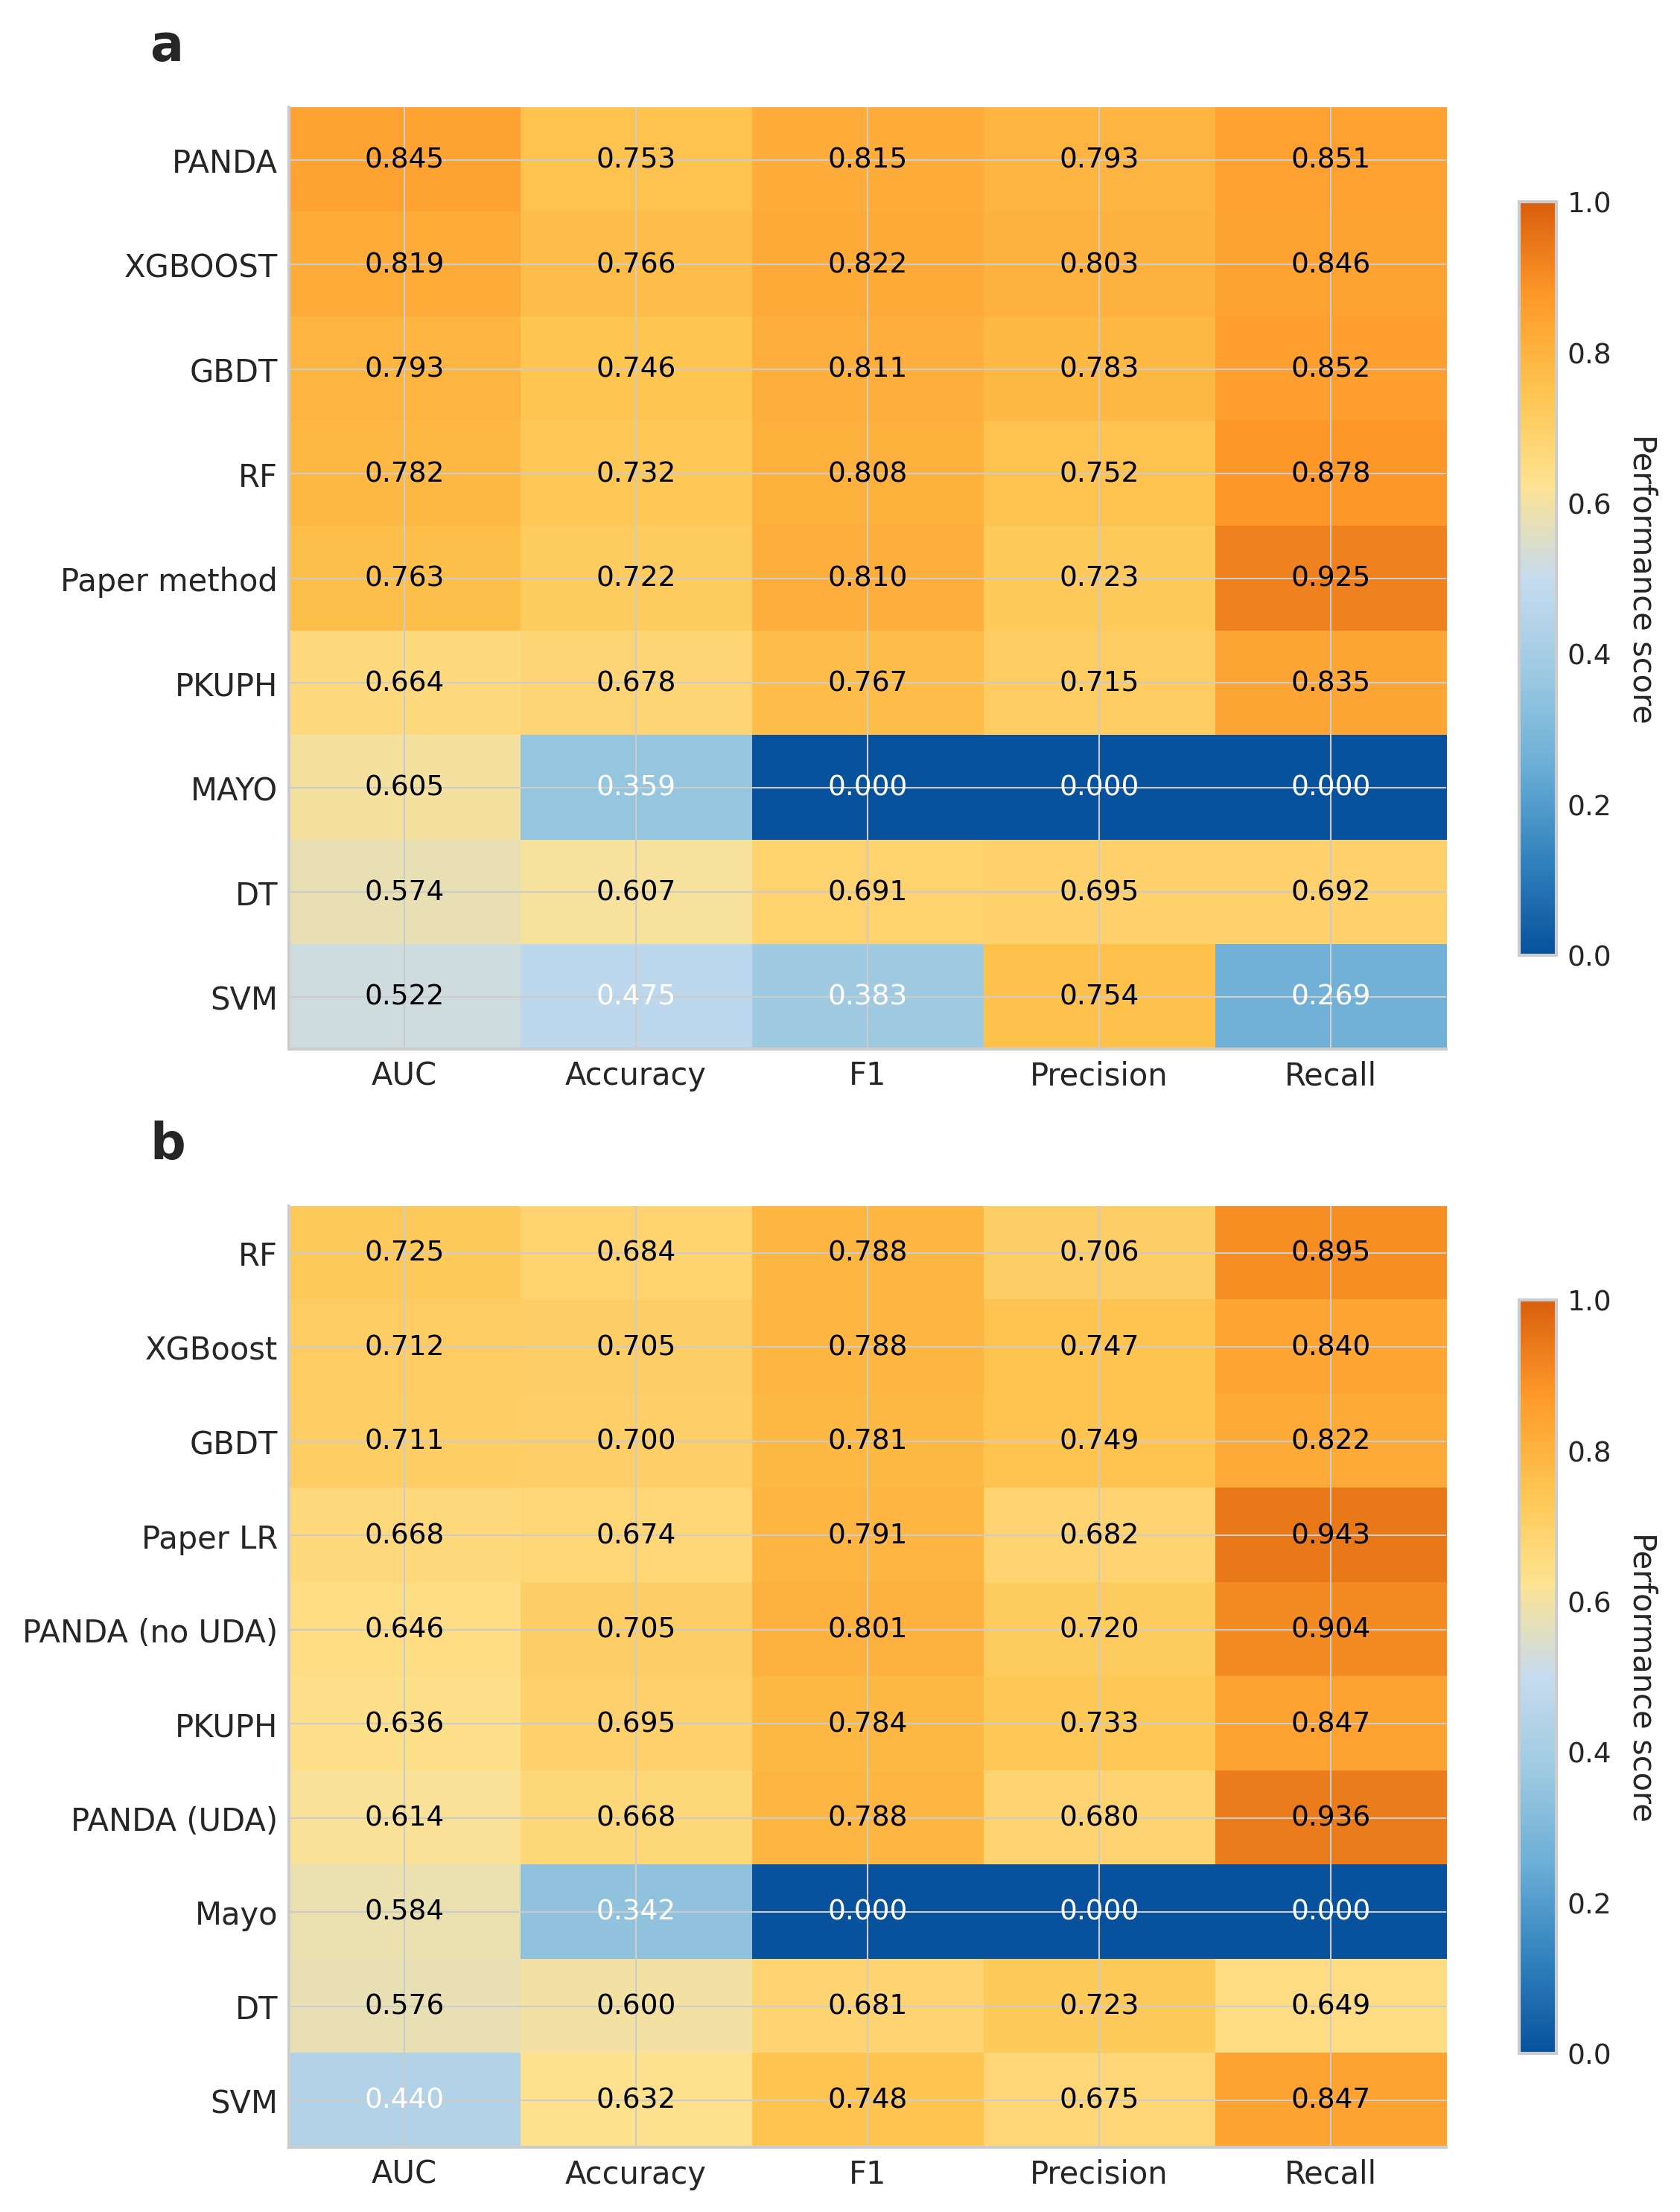 a
PANDA 0.845 0.753 0.815 0.793 0.851
XGBOOST 0.819 0.766 0.822 0.803 0.846
GBDT 0.793 0.746 0.811 0.783 0.852
RF 0.782 0.732 0.808 0.752 0.878
Paper method 0.763 0.722 0.810 0.723 0.925
PKUPH 0.664 0.678 0.767 0.715 0.835
MAYO 0.605 0.359 0.000 0.000 0.000
DT 0.574 0.607 0.691 0.695 0.692
SVM 0.522 0.475 0.383 0.754 0.269
AUC Accuracy F1 Precision Recall
1.0
0.8
0.6
0.4
0.2
0.0
Performance score
b
RF 0.725 0.684 0.788 0.706 0.895
XGBoost 0.712 0.705 0.788 0.747 0.840
GBDT 0.711 0.700 0.781 0.749 0.822
Paper LR 0.668 0.674 0.791 0.682 0.943
PANDA (no UDA) 0.646 0.705 0.801 0.720 0.904
PKUPH 0.636 0.695 0.784 0.733 0.847
PANDA (UDA) 0.614 0.668 0.788 0.680 0.936
Mayo 0.584 0.342 0.000 0.000 0.000
DT 0.576 0.600 0.681 0.723 0.649
SVM 0.440 0.632 0.748 0.675 0.847
AUC Accuracy F1 Precision Recall
1.0
0.8
0.6
0.4
0.2
0.0
Performance score